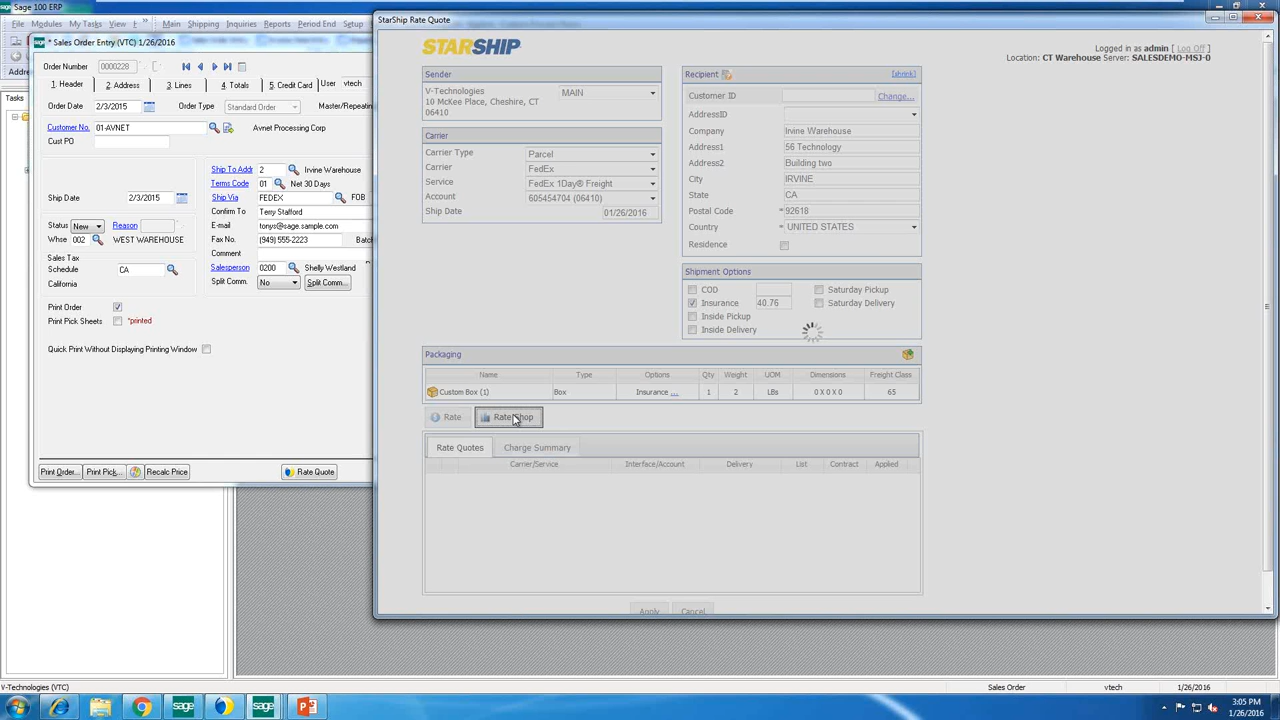 Sage 100 ERP
File Modules My Tasks View » Main Shipping Inquiries Reports Period End Setup
Address
Tasks
* Sales Order Entry (VTC) 1/26/2016
Order Number 0000228
1. Header 2. Address 3. Lines 4. Totals 5. Credit Card User vtech
Order Date 2/3/2015 Order Type Standard Order Master/Repeating
Customer No. 01-AVNET Avnet Processing Corp
Cust PO
Ship To Addr 2 Irvine Warehouse
Terms Code 01 Net 30 Days
Ship Date 2/3/2015 Ship Via FEDEX FOB
Confirm To Terry Stafford
Status New Reason E-mail tonys@sage.sample.com
Whse 002 WEST WAREHOUSE Fax No. (949) 555-2223 Batch
Comment
Sales Tax
Schedule CA Salesperson 0200 Shelly Westland
California Split Comm. No Split Comm...
Print Order
Print Pick Sheets *printed
Quick Print Without Displaying Printing Window
Print Order... Print Pick... Recalc Price Rate Quote
StarShip Rate Quote
STARSHIP
Logged in as admin [ Log Off ]
Location: CT Warehouse Server: SALESDEMO-MSJ-0
Sender
V-Technologies MAIN
10 McKee Place, Cheshire, CT
06410
Carrier
Carrier Type Parcel
Carrier FedEx
Service FedEx 1Day® Freight
Account 605454704 (06410)
Ship Date 01/26/2016
Recipient [shrink]
Customer ID Change...
AddressID
Company Irvine Warehouse
Address1 56 Technology
Address2 Building two
City IRVINE
State CA
Postal Code * 92618
Country * UNITED STATES
Residence
Shipment Options
COD Saturday Pickup
Insurance 40.76 Saturday Delivery
Inside Pickup
Inside Delivery
Packaging
Name Type Options Qty Weight UOM Dimensions Freight Class
Custom Box (1) Box Insurance ... 1 2 LBs 0 X 0 X 0 65
Rate Rate Shop
Rate Quotes Charge Summary
Carrier/Service Interface/Account Delivery List Contract Applied
Apply Cancel
V-Technologies (VTC) Sales Order vtech 1/26/2016
3:05 PM
1/26/2016